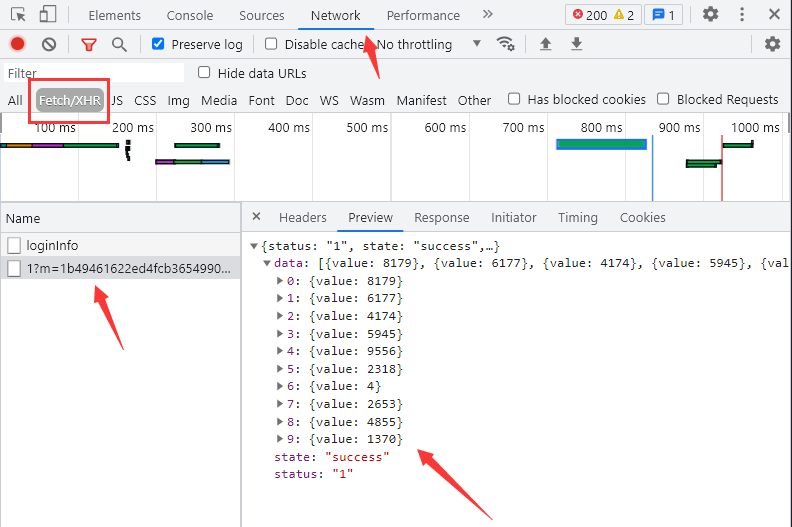 Elements Console Sources Network Performance » 200 2 1
Preserve log Disable cache No throttling
Filter Hide data URLs
All Fetch/XHR JS CSS Img Media Font Doc WS Wasm Manifest Other Has blocked cookies Blocked Requests
100 ms 200 ms 300 ms 400 ms 500 ms 600 ms 700 ms 800 ms 900 ms 1000 ms
Name
loginInfo
1?m=1b49461622ed4fcb3654990...
× Headers Preview Response Initiator Timing Cookies
{status: "1", state: "success",…}
data: [{value: 8179}, {value: 6177}, {value: 4174}, {value: 5945}, {val
0: {value: 8179}
1: {value: 6177}
2: {value: 4174}
3: {value: 5945}
4: {value: 9556}
5: {value: 2318}
6: {value: 4}
7: {value: 2653}
8: {value: 4855}
9: {value: 1370}
state: "success"
status: "1"